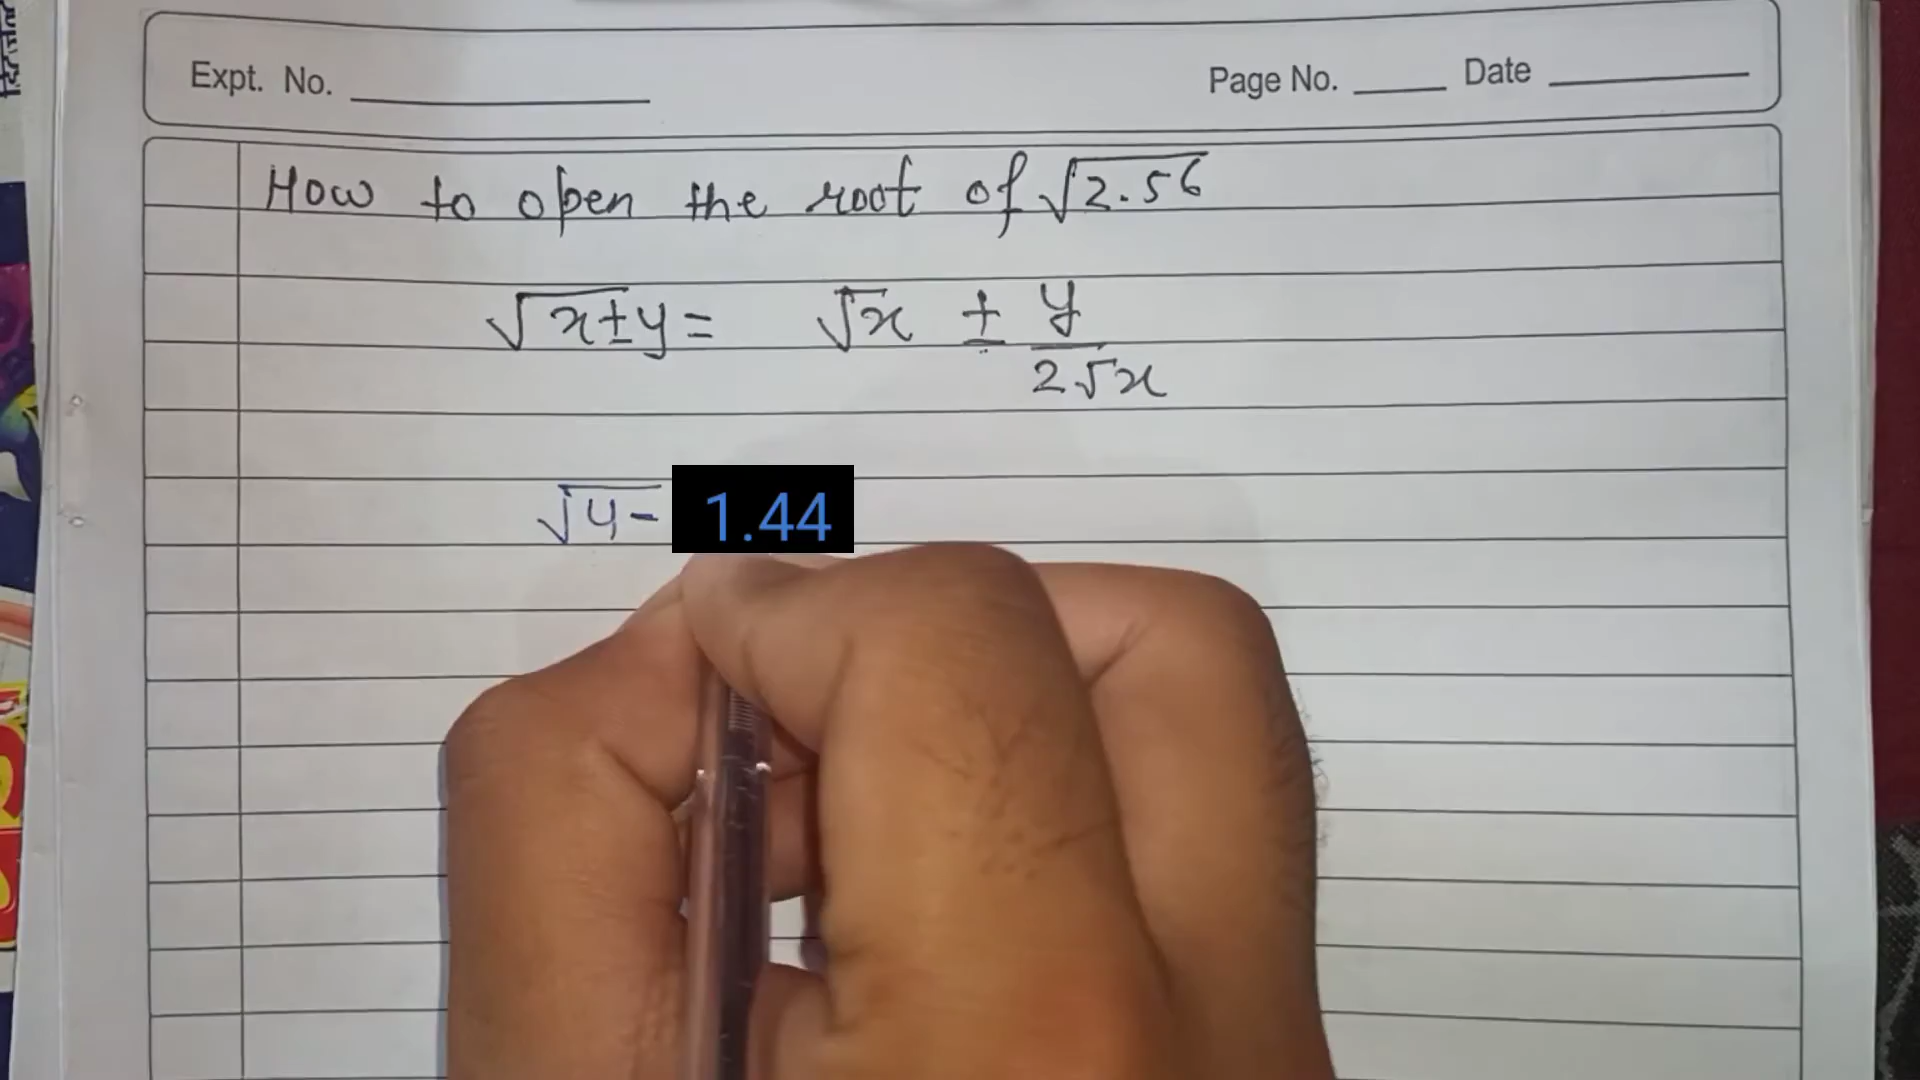 Expt. No. Page No. Date
How to open the root of √2.56
√x±y = √x ± y/2√x
√4- 1.44